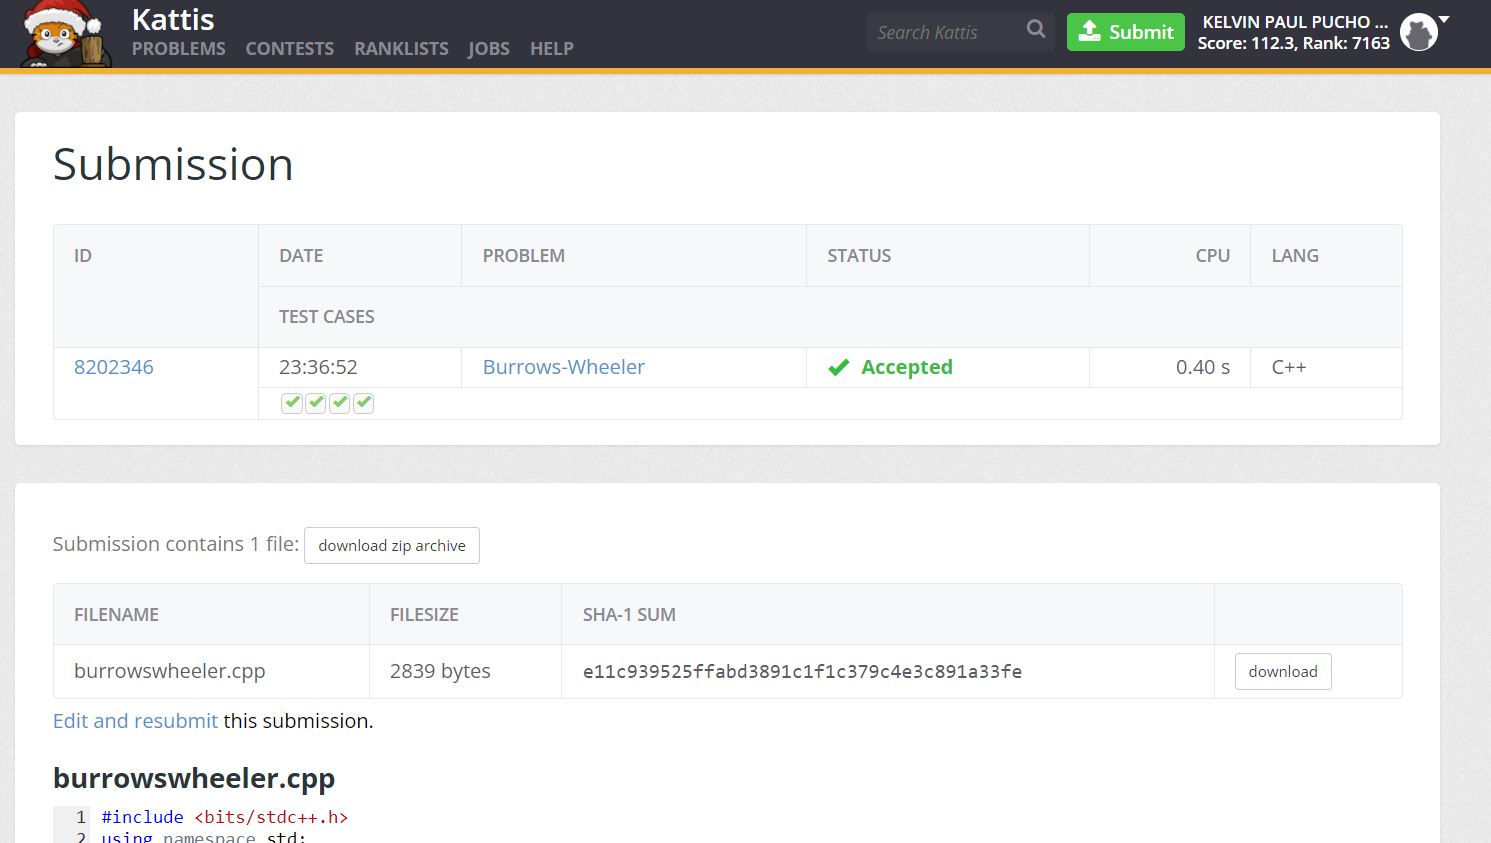 Kattis
PROBLEMS CONTESTS RANKLISTS JOBS HELP
Search Kattis
Submit
KELVIN PAUL PUCHO ...
Score: 112.3, Rank: 7163
Submission
ID DATE PROBLEM STATUS CPU LANG
TEST CASES
8202346 23:36:52 Burrows-Wheeler Accepted 0.40 s C++
Submission contains 1 file: download zip archive
FILENAME FILESIZE SHA-1 SUM
burrowswheeler.cpp 2839 bytes e11c939525ffabd3891c1f1c379c4e3c891a33fe download
Edit and resubmit this submission.
burrowswheeler.cpp
1 #include <bits/stdc++.h>
2 using namespace std;